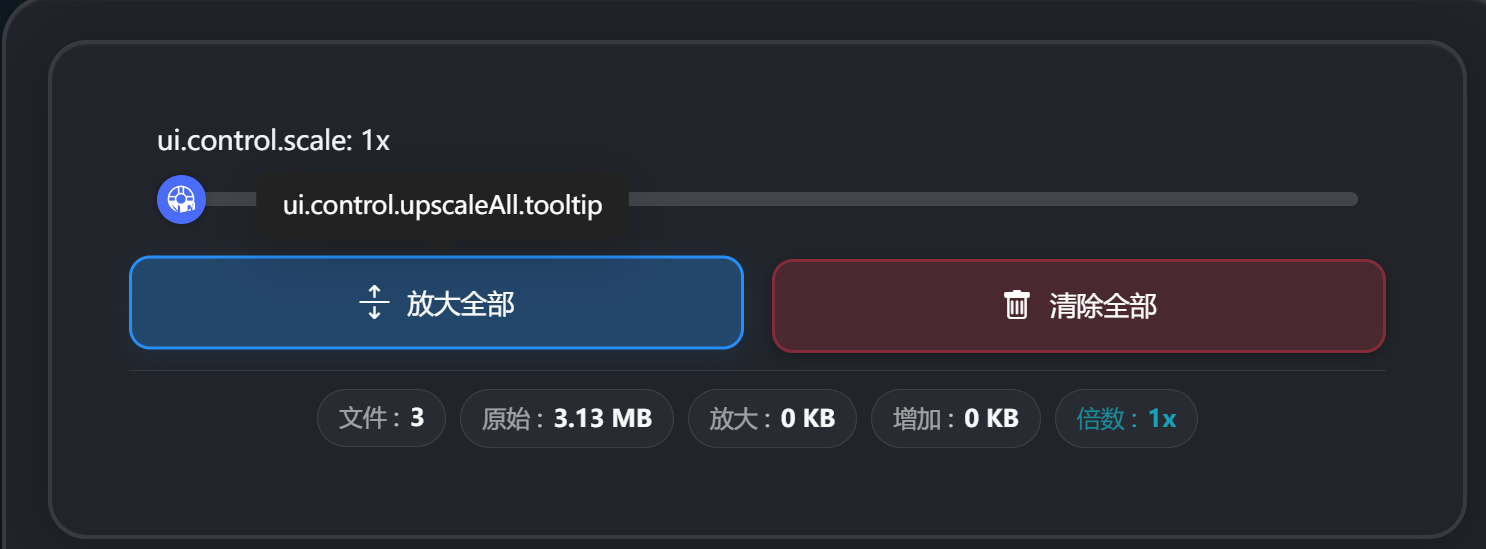 ui.control.scale: 1x
ui.control.upscaleAll.tooltip
放大全部
清除全部
文件 : 3
原始 : 3.13 MB
放大 : 0 KB
增加 : 0 KB
倍数 : 1x